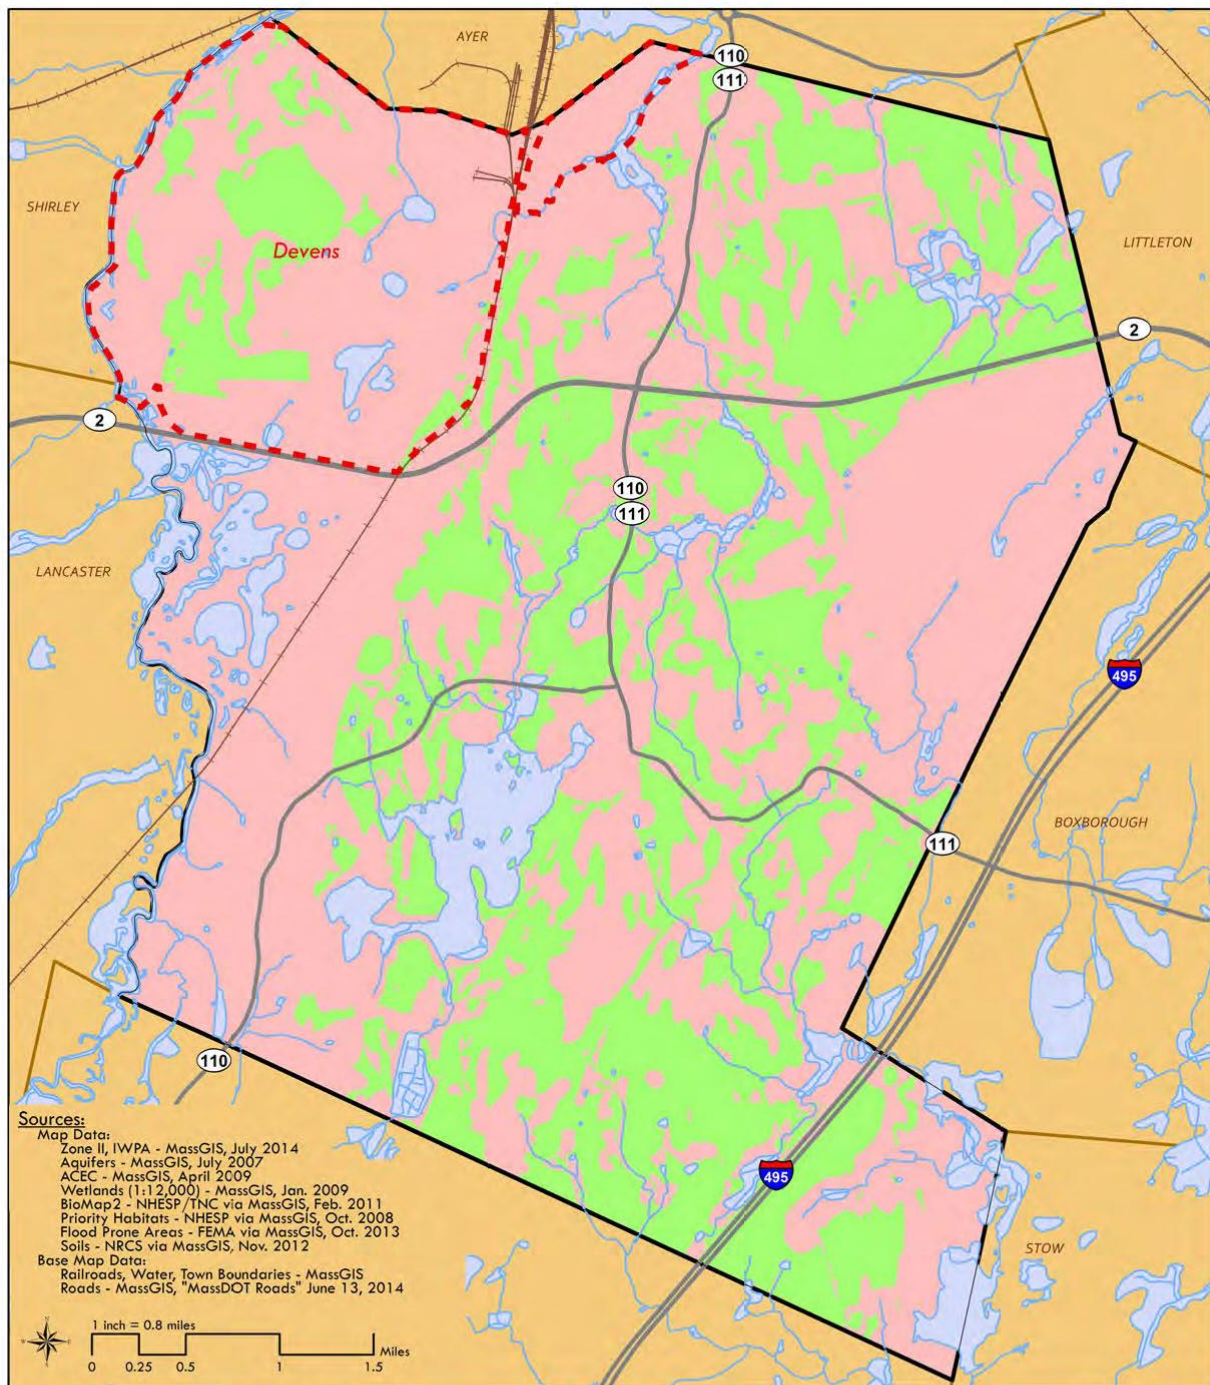 AYER
110
111
SHIRLEY
Devens
LITTLETON
2
2
110
111
LANCASTER
495
BOXBOROUGH
111
110
495
STOW
Sources:
Map Data:
Zone II, IWPA - MassGIS, July 2014
Aquifers - MassGIS, July 2007
ACEC - MassGIS, April 2009
Wetlands (1:12,000) - MassGIS, Jan. 2009
BioMap2 - NHESP/TNC via MassGIS, Feb. 2011
Priority Habitats - NHESP via MassGIS, Oct. 2008
Flood Prone Areas - FEMA via MassGIS, Oct. 2013
Soils - NRCS via MassGIS, Nov. 2012
Base Map Data:
Railroads, Water, Town Boundaries - MassGIS
Roads - MassGIS, "MassDOT Roads" June 13, 2014
N
W E
S
1 inch = 0.8 miles
Miles
0 0.25 0.5 1 1.5